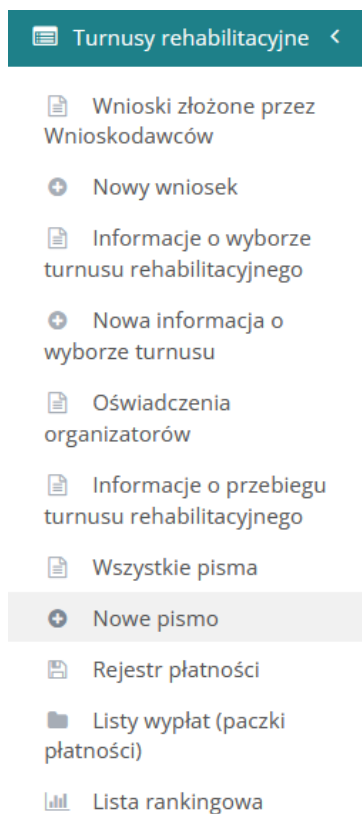 Turnusy rehabilitacyjne
Wnioski złożone przez
Wnioskodawców
Nowy wniosek
Informacje o wyborze
turnusu rehabilitacyjnego
Nowa informacja o
wyborze turnusu
Oświadczenia
organizatorów
Informacje o przebiegu
turnusu rehabilitacyjnego
Wszystkie pisma
Nowe pismo
Rejestr płatności
Listy wypłat (paczki
płatności)
Lista rankingowa